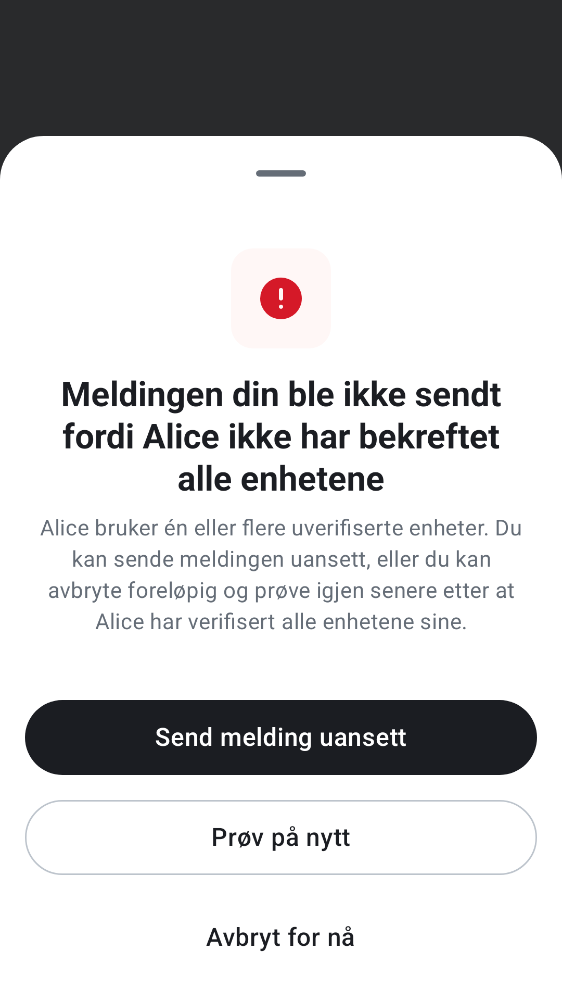 Meldingen din ble ikke sendt
fordi Alice ikke har bekreftet
alle enhetene
Alice bruker én eller flere uverifiserte enheter. Du
kan sende meldingen uansett, eller du kan
avbryte foreløpig og prøve igjen senere etter at
Alice har verifisert alle enhetene sine.
Send melding uansett
Prøv på nytt
Avbryt for nå